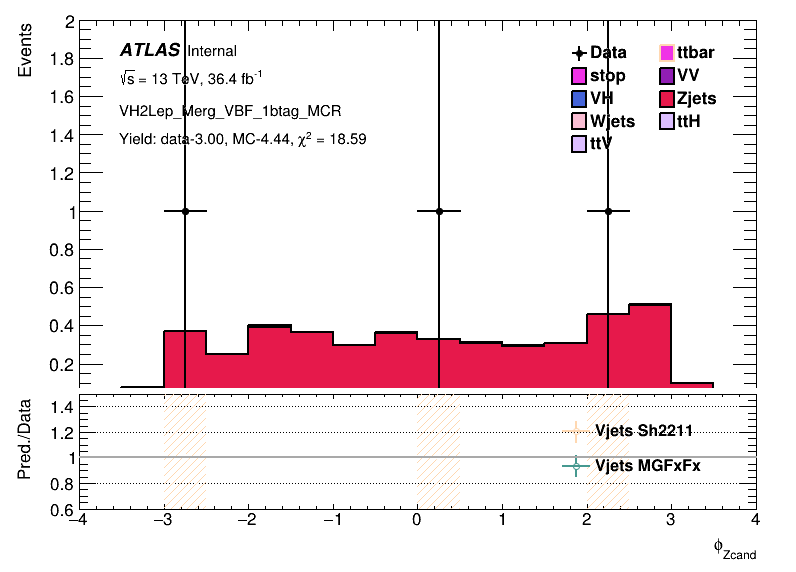 Events
2
1.8
1.6
1.4
1.2
1
0.8
0.6
0.4
0.2
ATLAS Internal
√s = 13 TeV, 36.4 fb⁻¹
VH2Lep_Merg_VBF_1btag_MCR
Yield: data-3.00, MC-4.44, χ² = 18.59
Data ttbar
stop VV
VH Zjets
Wjets ttH
ttV
Pred./Data
1.4
1.2
1
0.8
0.6
Vjets Sh2211
Vjets MGFxFx
−4 −3 −2 −1 0 1 2 3 4
ϕ_Zcand